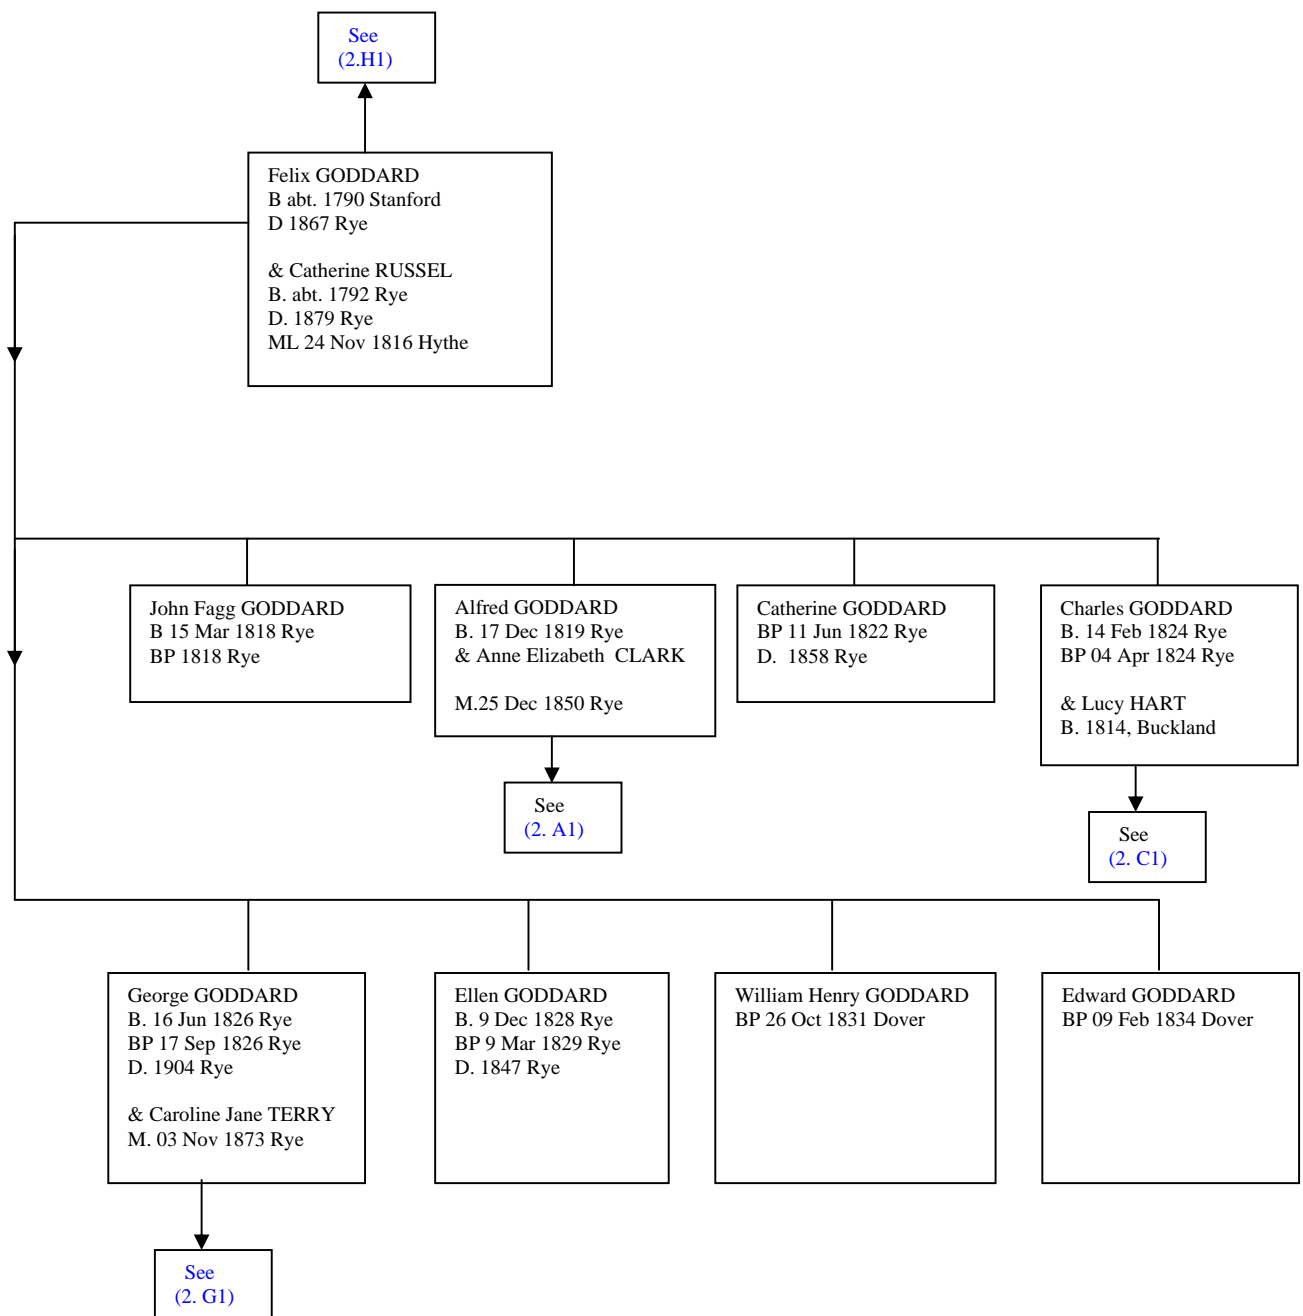 See
(2.H1)
Felix GODDARD
B abt. 1790 Stanford
D 1867 Rye
& Catherine RUSSEL
B. abt. 1792 Rye
D. 1879 Rye
ML 24 Nov 1816 Hythe
John Fagg GODDARD
B 15 Mar 1818 Rye
BP 1818 Rye
Alfred GODDARD
B. 17 Dec 1819 Rye
& Anne Elizabeth CLARK
M.25 Dec 1850 Rye
See
(2. A1)
Catherine GODDARD
BP 11 Jun 1822 Rye
D. 1858 Rye
Charles GODDARD
B. 14 Feb 1824 Rye
BP 04 Apr 1824 Rye
& Lucy HART
B. 1814, Buckland
See
(2. C1)
George GODDARD
B. 16 Jun 1826 Rye
BP 17 Sep 1826 Rye
D. 1904 Rye
& Caroline Jane TERRY
M. 03 Nov 1873 Rye
See
(2. G1)
Ellen GODDARD
B. 9 Dec 1828 Rye
BP 9 Mar 1829 Rye
D. 1847 Rye
William Henry GODDARD
BP 26 Oct 1831 Dover
Edward GODDARD
BP 09 Feb 1834 Dover